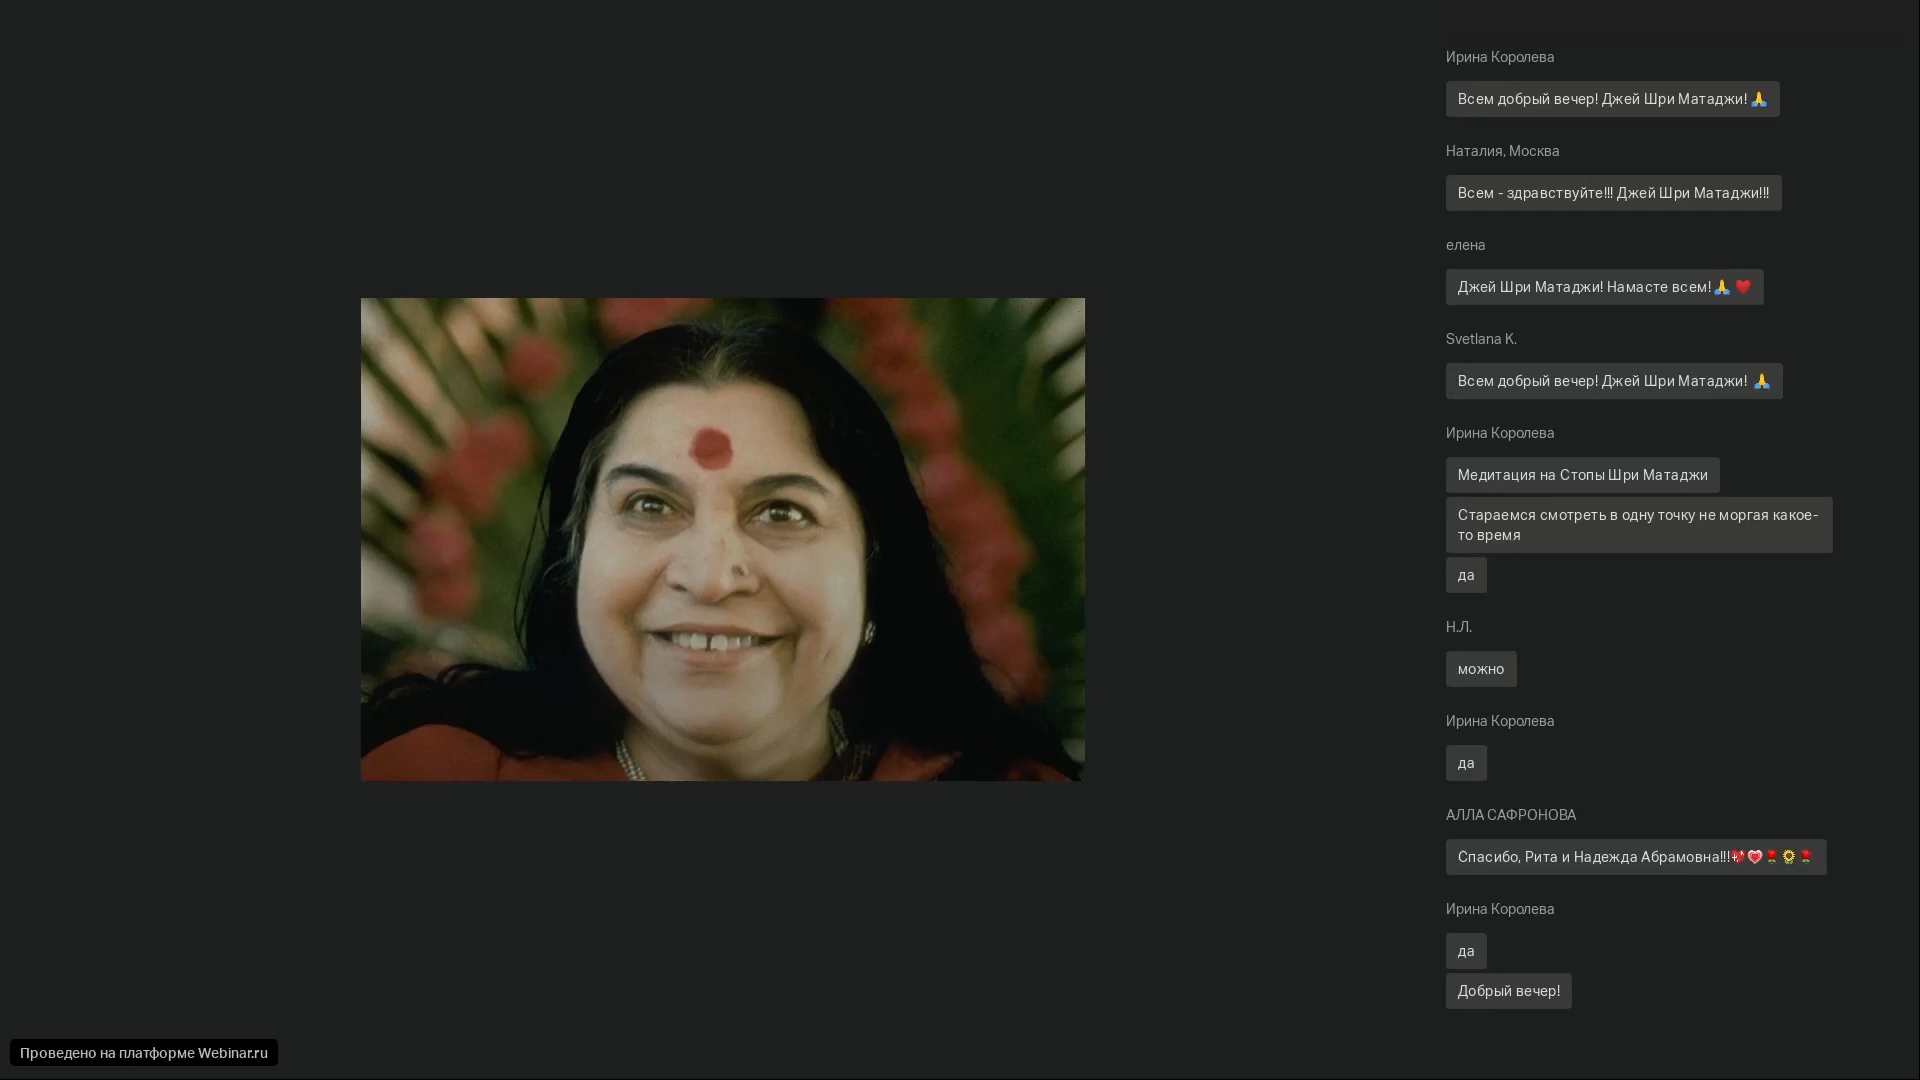 Ирина Королева
Всем добрый вечер! Джей Шри Матаджи! 🙏
Наталия, Москва
Всем - здравствуйте!!! Джей Шри Матаджи!!!
елена
Джей Шри Матаджи! Намасте всем!🙏 ❤️
Svetlana K.
Всем добрый вечер! Джей Шри Матаджи! 🙏
Ирина Королева
Медитация на Стопы Шри Матаджи
Стараемся смотреть в одну точку не моргая какое-
то время
да
Н.Л.
можно
Ирина Королева
да
АЛЛА САФРОНОВА
Спасибо, Рита и Надежда Абрамовна!!!💖💗🌹🌻🌹
Ирина Королева
да
Добрый вечер!
Проведено на платформе Webinar.ru